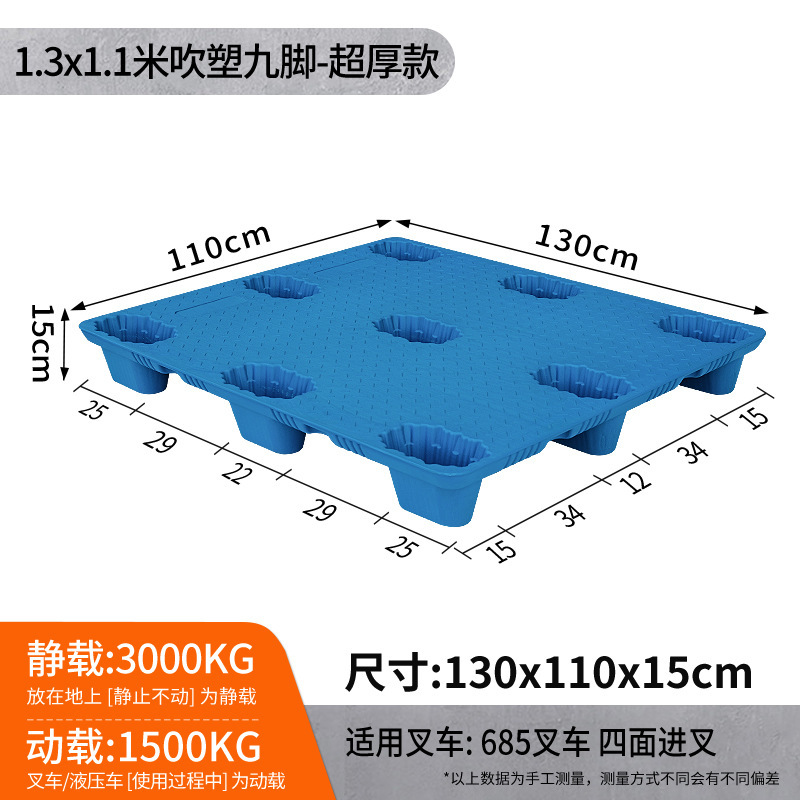 1.3x1.1米吹塑九脚-超厚款
110cm
130cm
15cm
25
29
22
29
25
15
34
12
34
15
静载:3000KG
放在地上 [静止不动] 为静载
动载:1500KG
叉车/液压车 [使用过程中] 为动载
尺寸:130x110x15cm
适用叉车: 685叉车 四面进叉
*以上数据为手工测量，测量方式不同会有不同偏差